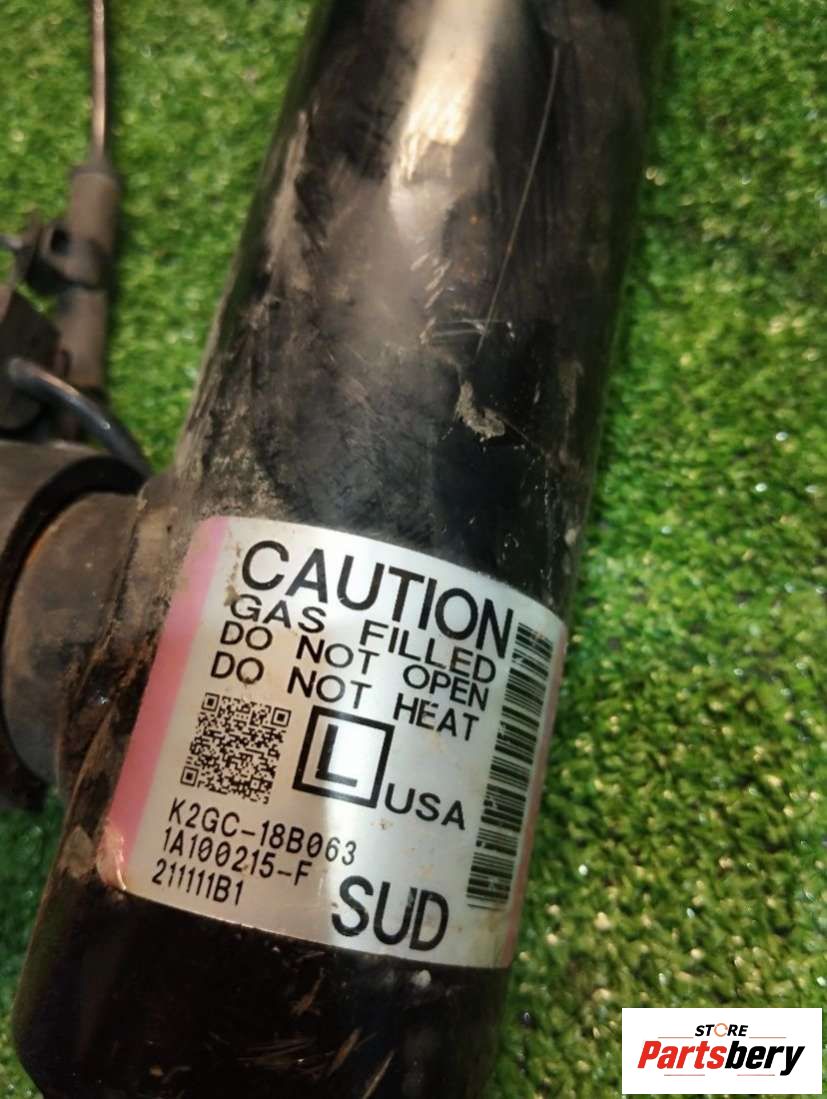 CAUTION
GAS FILLED
DO NOT OPEN
DO NOT HEAT
L USA
K2GC-18B063
1A100215-F
211111B1
SUD
STORE
Partsbery